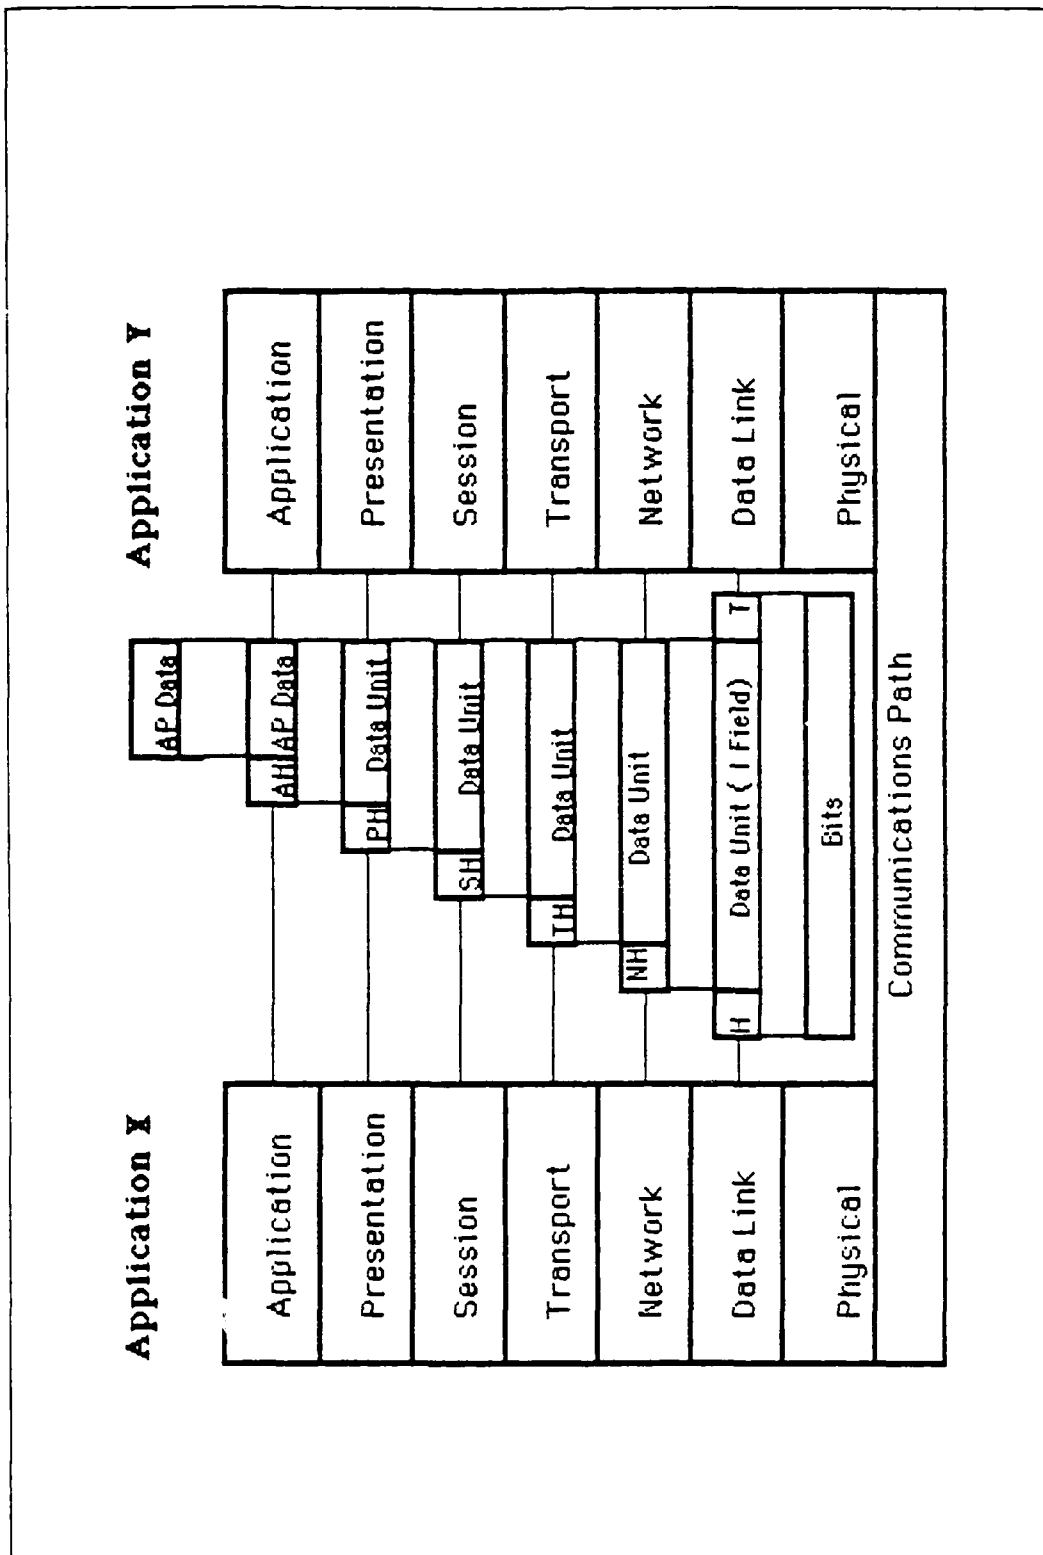 Application X
Application Y
AP Data
Application
AH
AP Data
Application
Presentation
PH
Data Unit
Presentation
Session
SH
Data Unit
Session
Transport
TH
Data Unit
Transport
Network
NH
Data Unit
Network
Data Link
H
Data Unit ( I Field)
T
Data Link
Physical
Bits
Physical
Communications Path